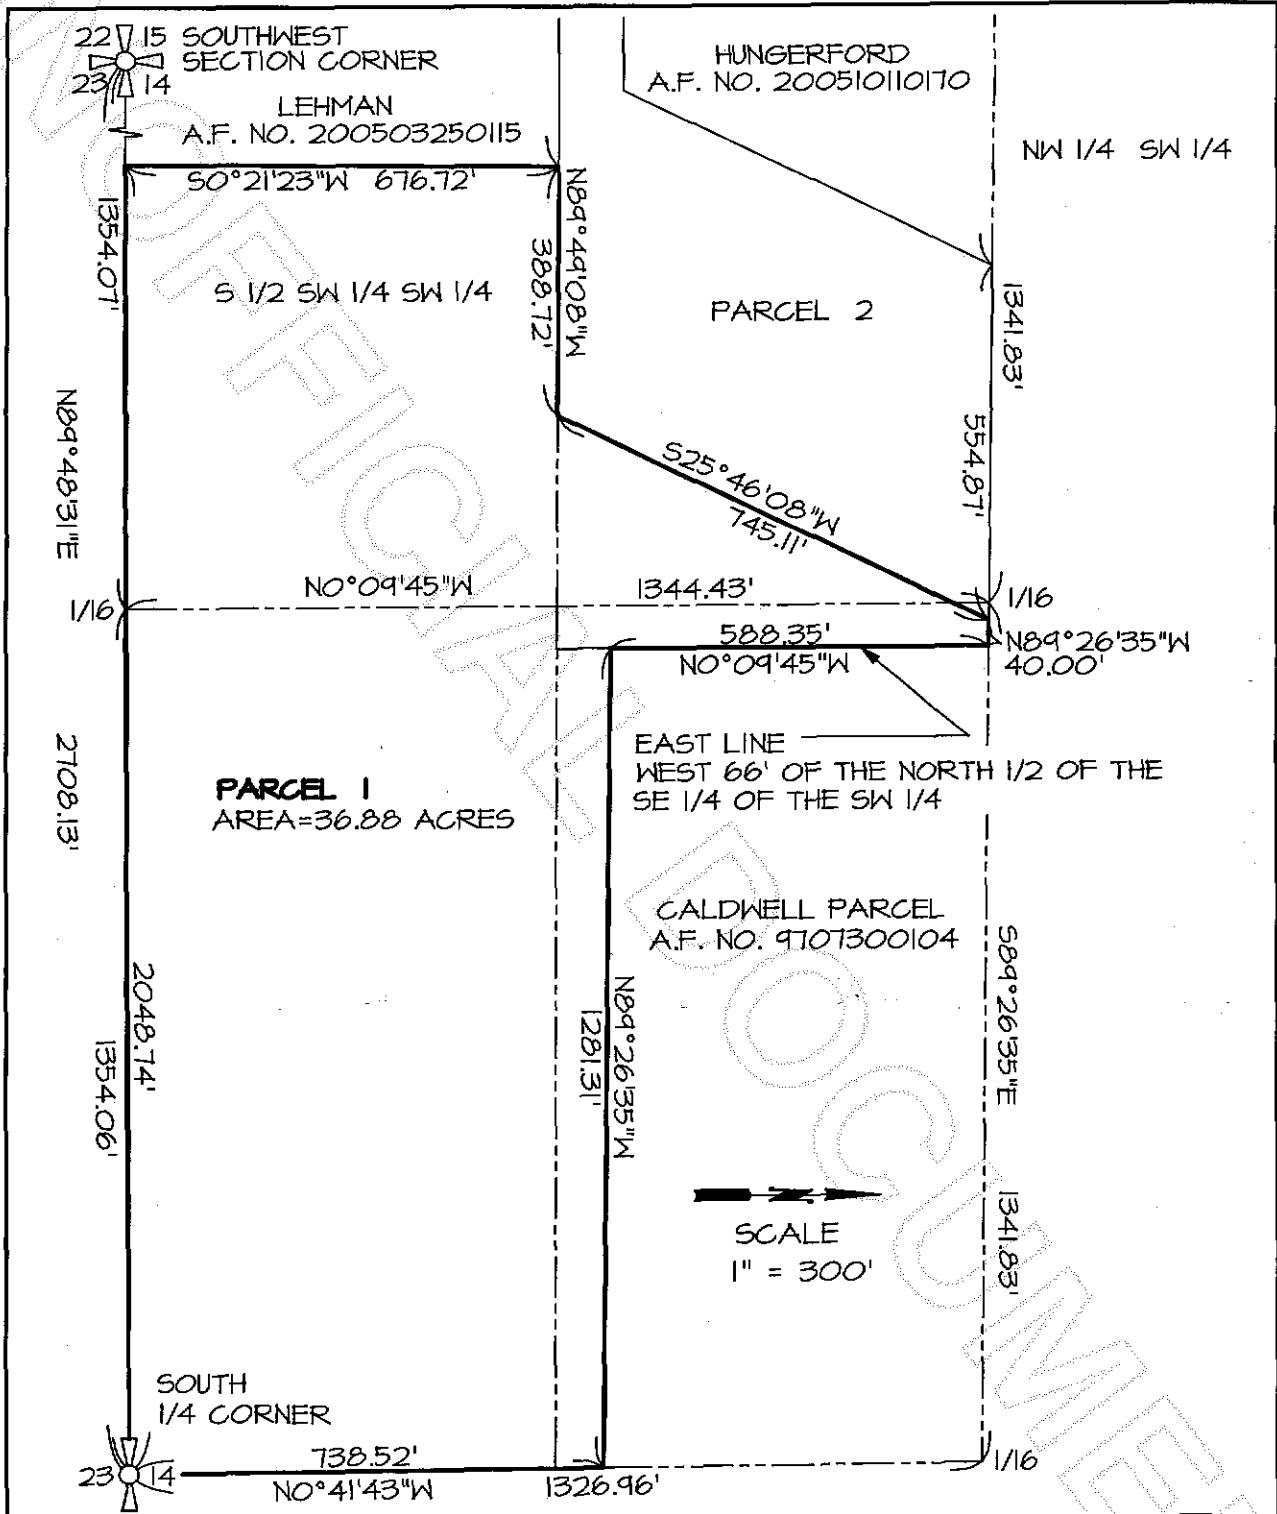 22 15 SOUTHWEST
SECTION CORNER
23 14
LEHMAN
A.F. NO. 200503250115
HUNGERFORD
A.F. NO. 200510110170
NW 1/4 SW 1/4
S0°21'23"W 676.72'
1354.07'
N89°49'08"W
388.72'
S 1/2 SW 1/4 SW 1/4
PARCEL 2
1341.83'
554.87'
N89°48'31"E
S25°46'08"W
745.11'
1/16
N0°09'45"W
1344.43'
1/16
588.35'
N0°09'45"W
N89°26'35"W
40.00'
EAST LINE
WEST 66' OF THE NORTH 1/2 OF THE
SE 1/4 OF THE SW 1/4
2708.13'
PARCEL 1
AREA=36.88 ACRES
CALDWELL PARCEL
A.F. NO. 9707300104
S89°26'35"E
2048.74'
1354.06'
N89°26'35"W
1281.31'
SCALE
1" = 300'
1341.83'
SOUTH
1/4 CORNER
23 14
738.52'
N0°41'43"W
1326.96'
1/16
UNOFFICIAL DOCUMENT